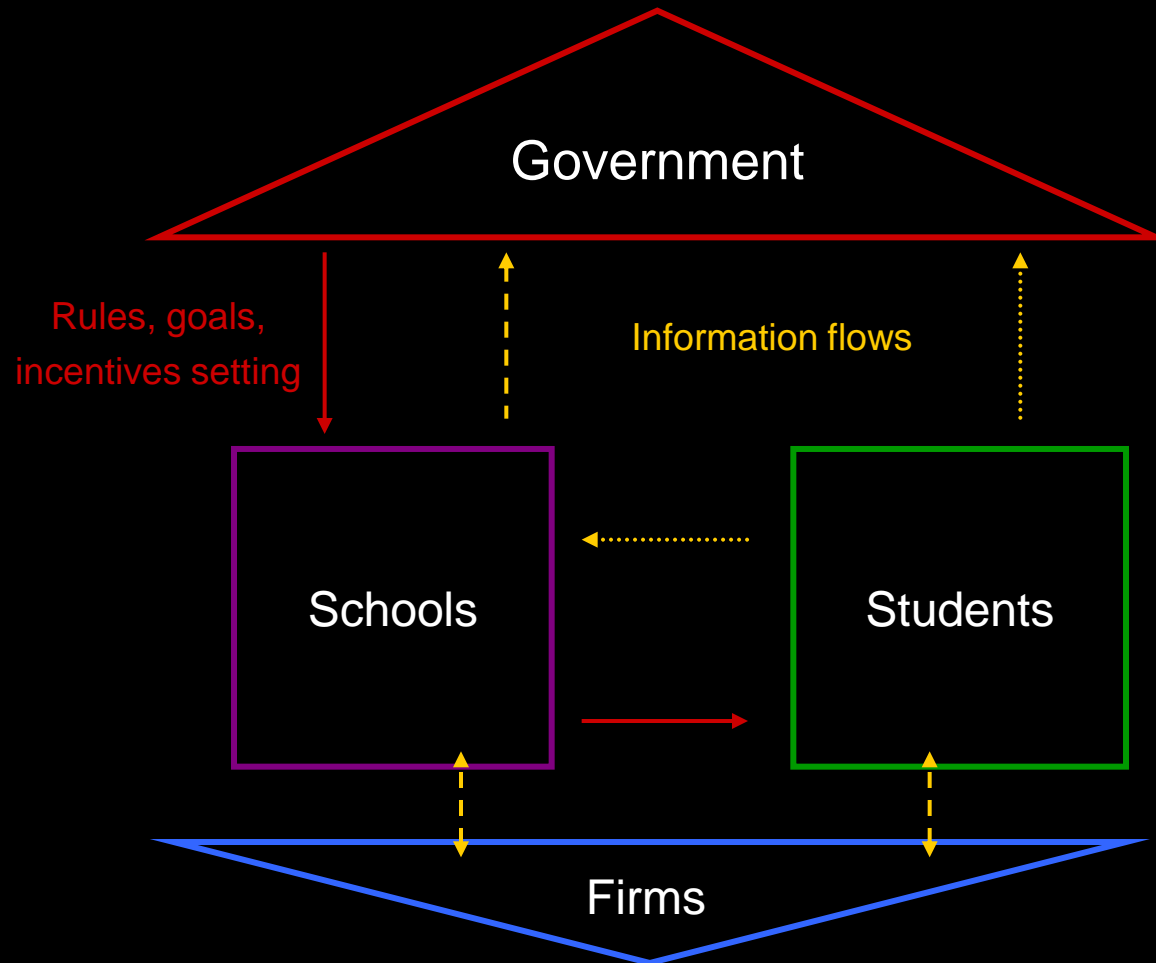 Government
Rules, goals,
incentives setting
Information flows
Schools
Students
Firms